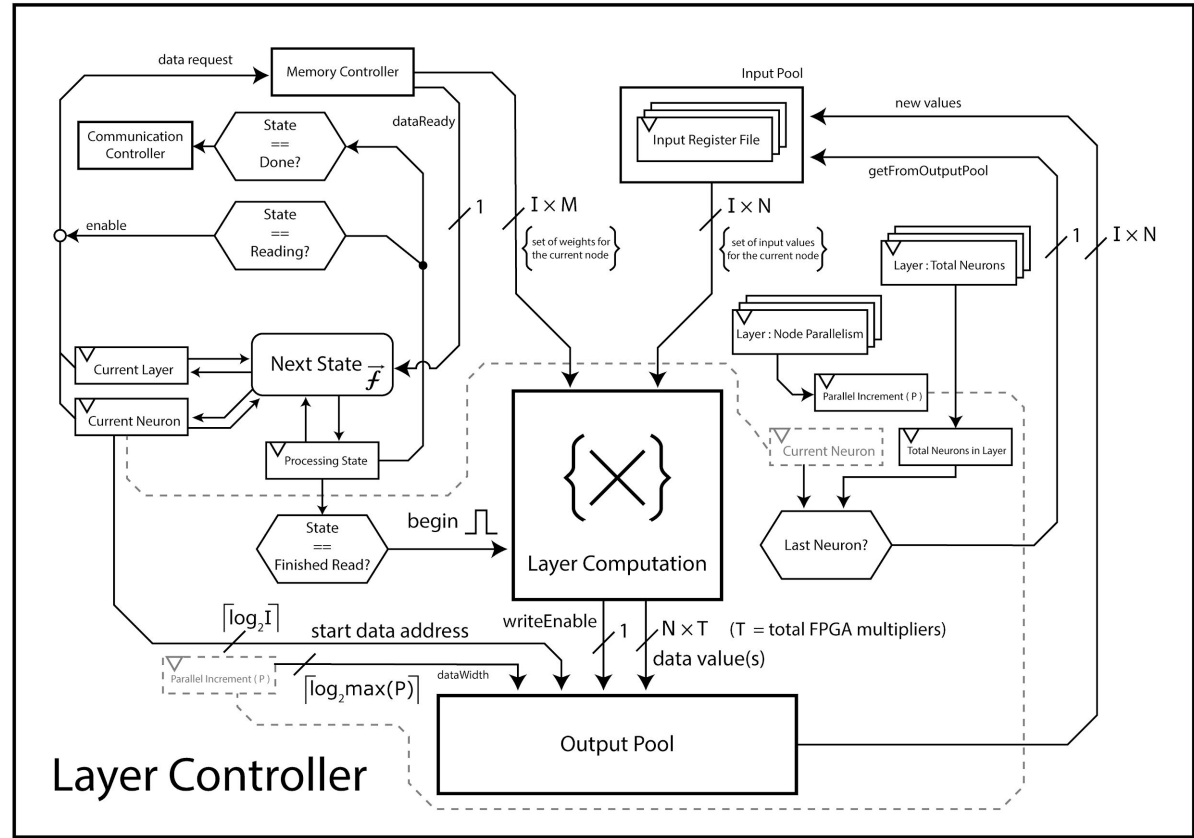 data request
Memory Controller
Input Pool
new values
Communication
Controller
State
==
Done?
dataReady
Input Register File
getFromOutputPool
enable
State
==
Reading?
1
I × M
set of weights for
the current node
I × N
set of input values
for the current node
1
I × N
Layer : Total Neurons
Layer : Node Parallelism
Current Layer
Next State
f
Current Neuron
Parallel Increment ( P )
Processing State
Current Neuron
Total Neurons in Layer
State
==
Finished Read?
begin
{×}
Layer Computation
Last Neuron?
⌈log₂I⌉
start data address
writeEnable
1
N × T (T = total FPGA multipliers)
data value(s)
Parallel Increment ( P )
⌈log₂max(P)⌉
dataWidth
Output Pool
Layer Controller